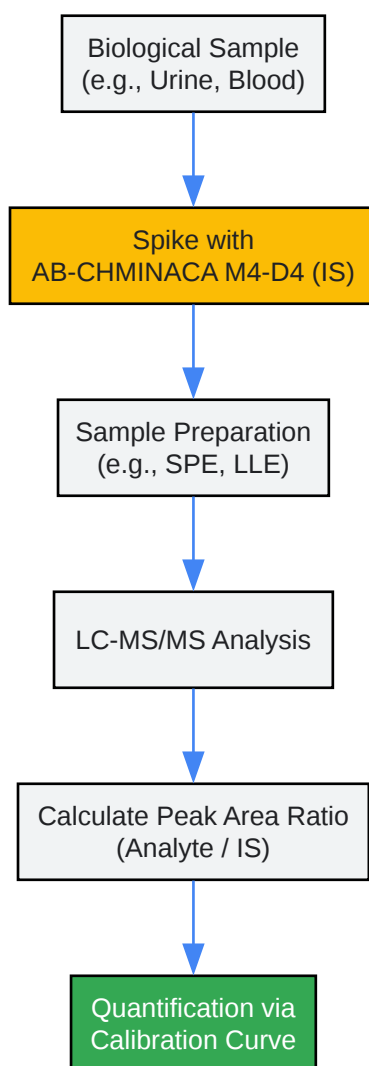 Biological Sample
(e.g., Urine, Blood)
Spike with
AB-CHMINACA M4-D4 (IS)
Sample Preparation
(e.g., SPE, LLE)
LC-MS/MS Analysis
Calculate Peak Area Ratio
(Analyte / IS)
Quantification via
Calibration Curve